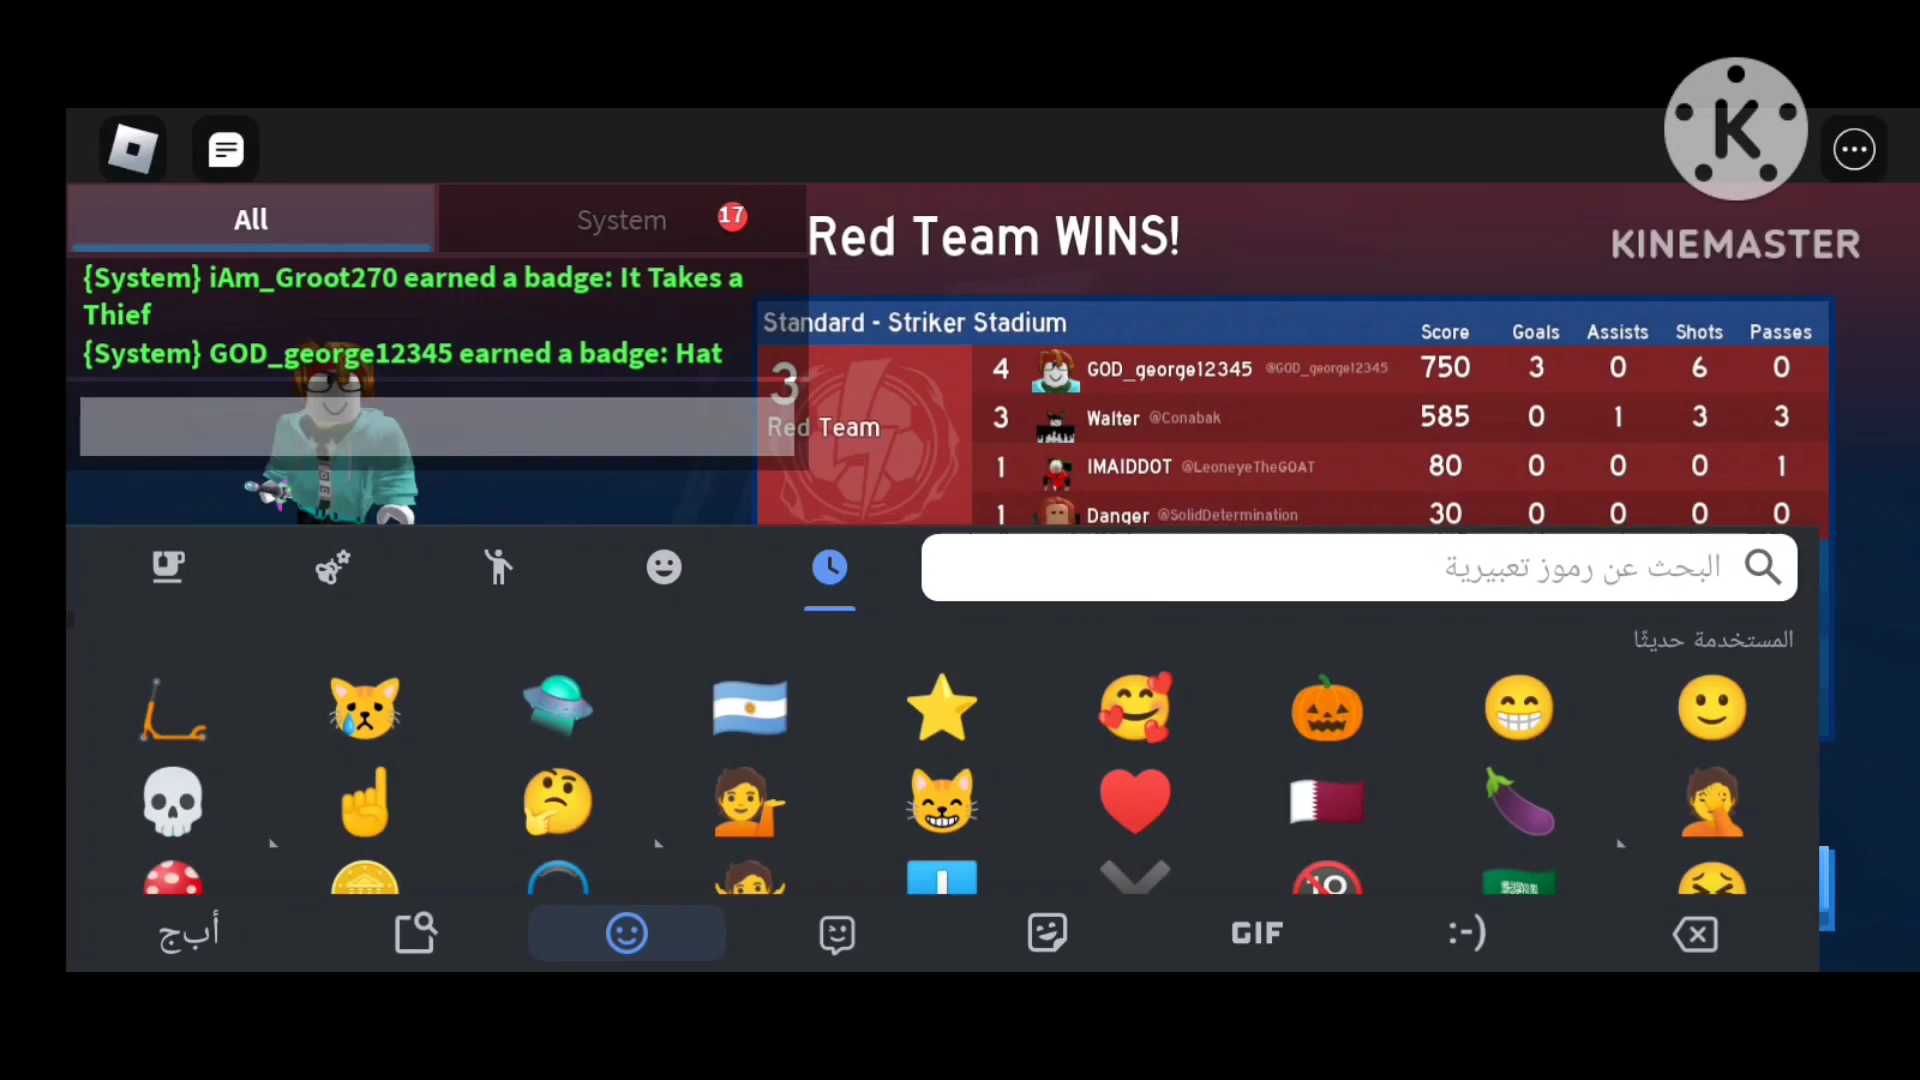 K
KINEMASTER
All
System
17
{System} iAm_Groot270 earned a badge: It Takes a
Thief
{System} GOD_george12345 earned a badge: Hat
Red Team WINS!
Standard - Striker Stadium
Score Goals Assists Shots Passes
3
Red Team
4 GOD_george12345 @GOD_george12345 750 3 0 6 0
3 Walter @Conabak 585 0 1 3 3
1 IMAIDDOT @LeoneyeTheGOAT 80 0 0 0 1
1 Danger @SolidDetermination 30 0 0 0 0
البحث عن رموز تعبيرية
المستخدمة حديثًا
أب‌ج
GIF
:-)